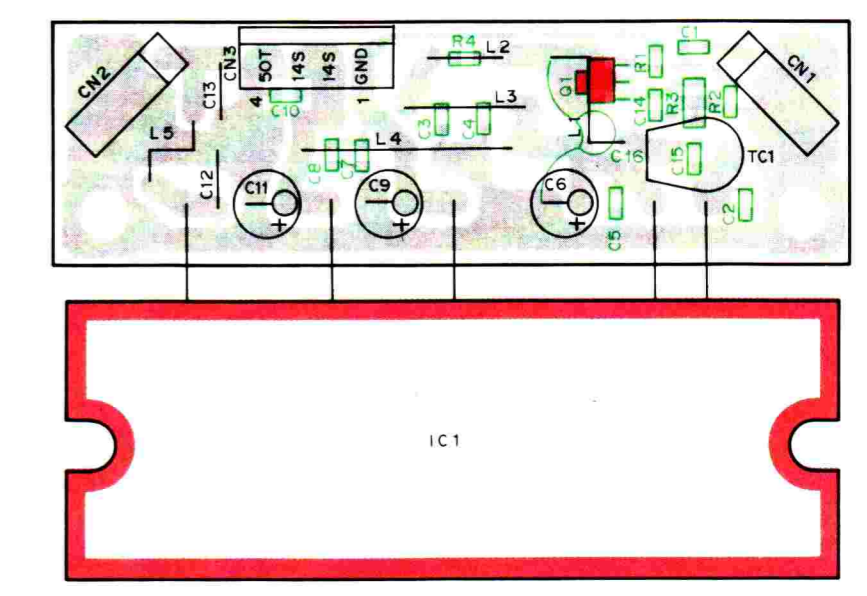 CN2
C13
CN3
4 50T 14S 14S 1 GND
C10
R4
L2
L3
C3
C4
Q1
L1
R1
C1
C14
R3
R2
CN1
L5
C12
C8
C7
L4
C11
C9
C6
C16
C15
TC1
C5
C2
+
+
+
IC1